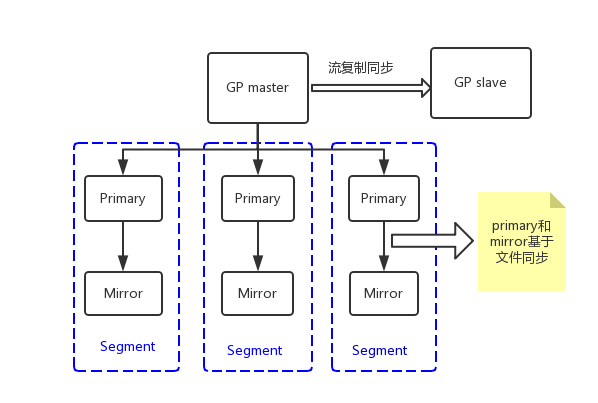 流复制同步
GP master
GP slave
Primary
Primary
Primary
primary和
mirror基于
文件同步
Mirror
Mirror
Mirror
Segment
Segment
Segment